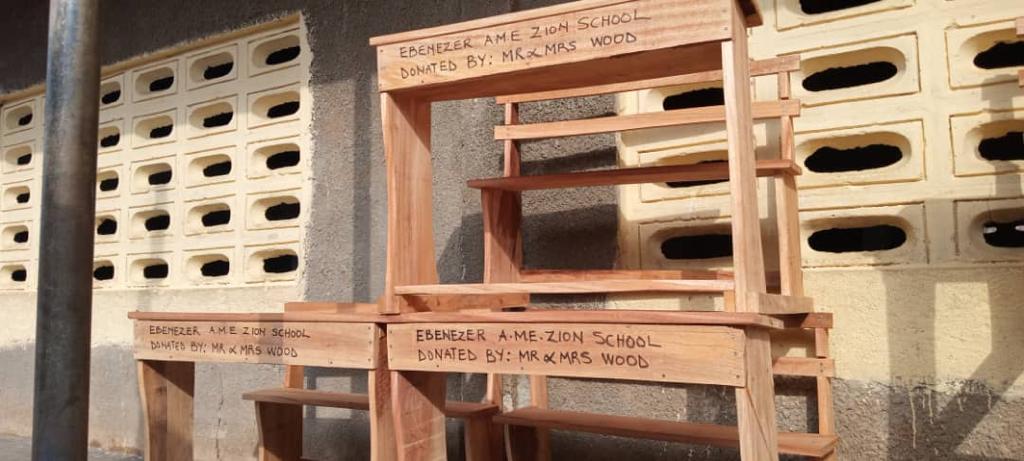 EBENEZER A.M.E ZION SCHOOL
DONATED BY: MR & MRS WOOD
EBENEZER A.M.E ZION SCHOOL
DONATED BY: MR & MRS WOOD
EBENEZER A.M.E. ZION SCHOOL
DONATED BY: MR & MRS WOOD